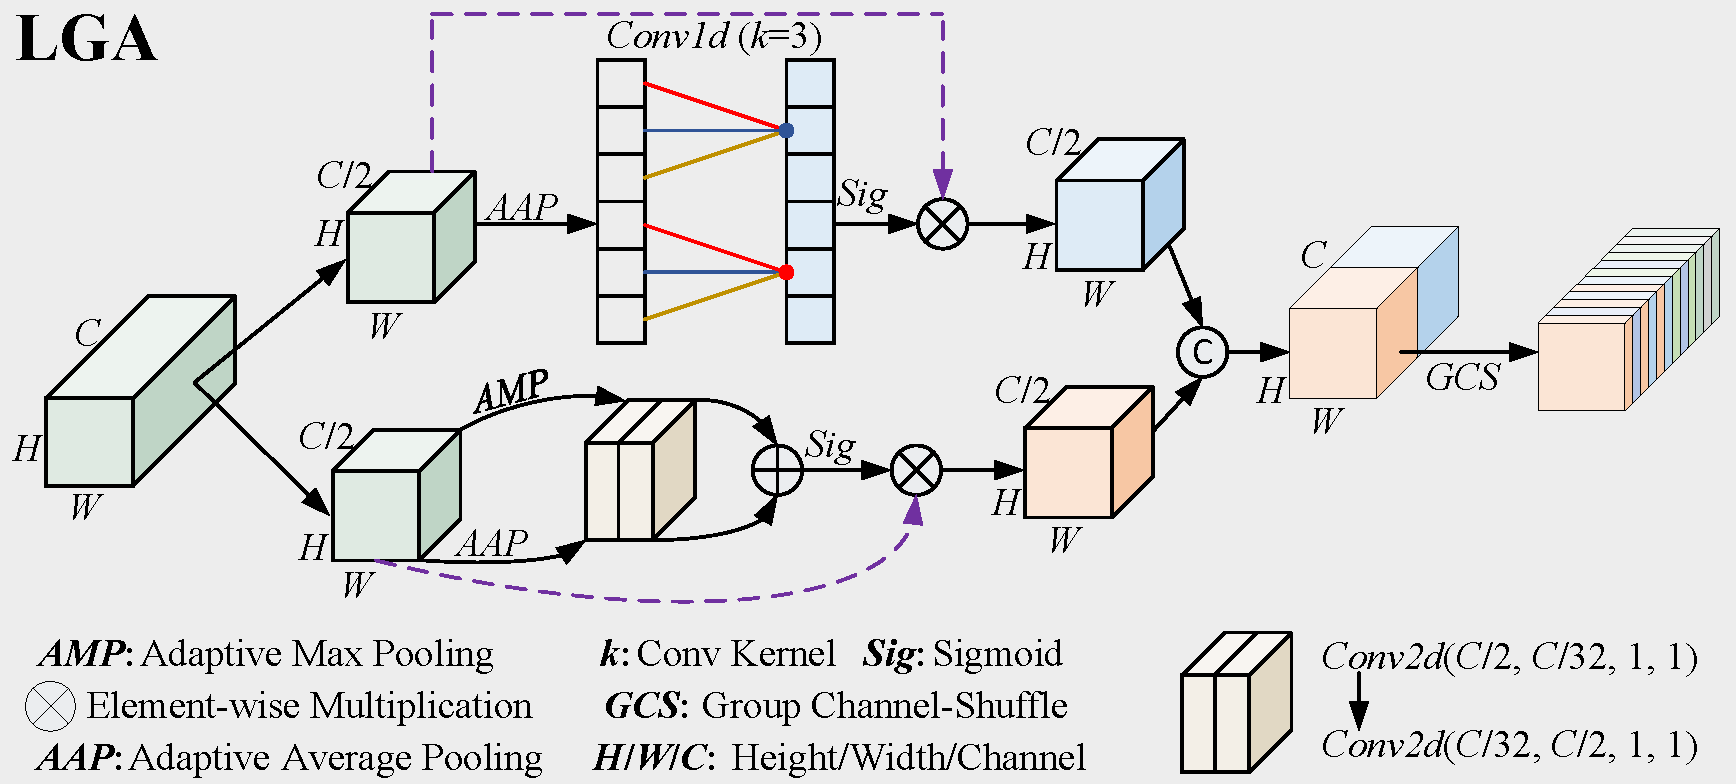 LGA
Conv1d (k=3)
C/2
H
W
AAP
Sig
C/2
H
W
C
H
W
C
C
H
W
GCS
AMP
C/2
H
W
AAP
Sig
C/2
H
W
AMP: Adaptive Max Pooling
k: Conv Kernel
Sig: Sigmoid
Element-wise Multiplication
GCS: Group Channel-Shuffle
AAP: Adaptive Average Pooling
H/W/C: Height/Width/Channel
Conv2d(C/2, C/32, 1, 1)
Conv2d(C/32, C/2, 1, 1)